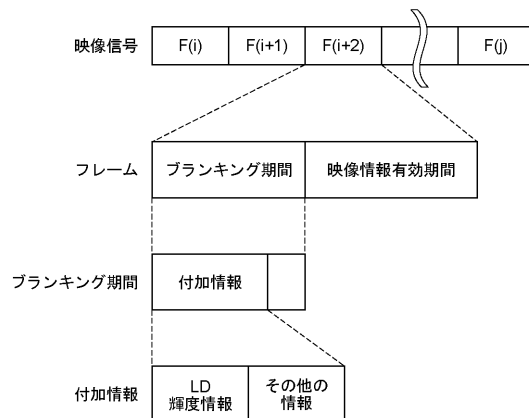 映像信号 F(i) F(i+1) F(i+2) F(j)
フレーム ブランキング期間 映像情報有効期間
ブランキング期間 付加情報
付加情報 LD
輝度情報 その他の
情報